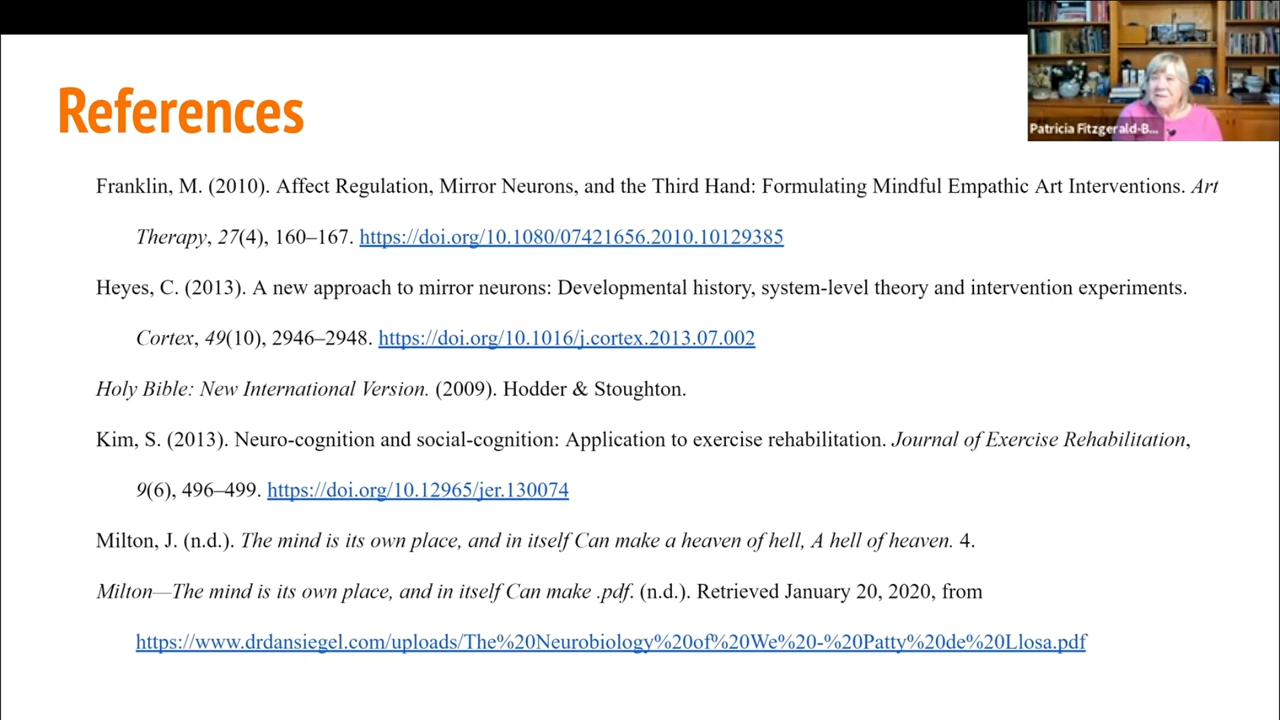 References
Patricia Fitzgerald-B...
Franklin, M. (2010). Affect Regulation, Mirror Neurons, and the Third Hand: Formulating Mindful Empathic Art Interventions. Art
Therapy, 27(4), 160–167. https://doi.org/10.1080/07421656.2010.10129385
Heyes, C. (2013). A new approach to mirror neurons: Developmental history, system-level theory and intervention experiments.
Cortex, 49(10), 2946–2948. https://doi.org/10.1016/j.cortex.2013.07.002
Holy Bible: New International Version. (2009). Hodder & Stoughton.
Kim, S. (2013). Neuro-cognition and social-cognition: Application to exercise rehabilitation. Journal of Exercise Rehabilitation,
9(6), 496–499. https://doi.org/10.12965/jer.130074
Milton, J. (n.d.). The mind is its own place, and in itself Can make a heaven of hell, A hell of heaven. 4.
Milton—The mind is its own place, and in itself Can make .pdf. (n.d.). Retrieved January 20, 2020, from
https://www.drdansiegel.com/uploads/The%20Neurobiology%20of%20We%20-%20Patty%20de%20Llosa.pdf